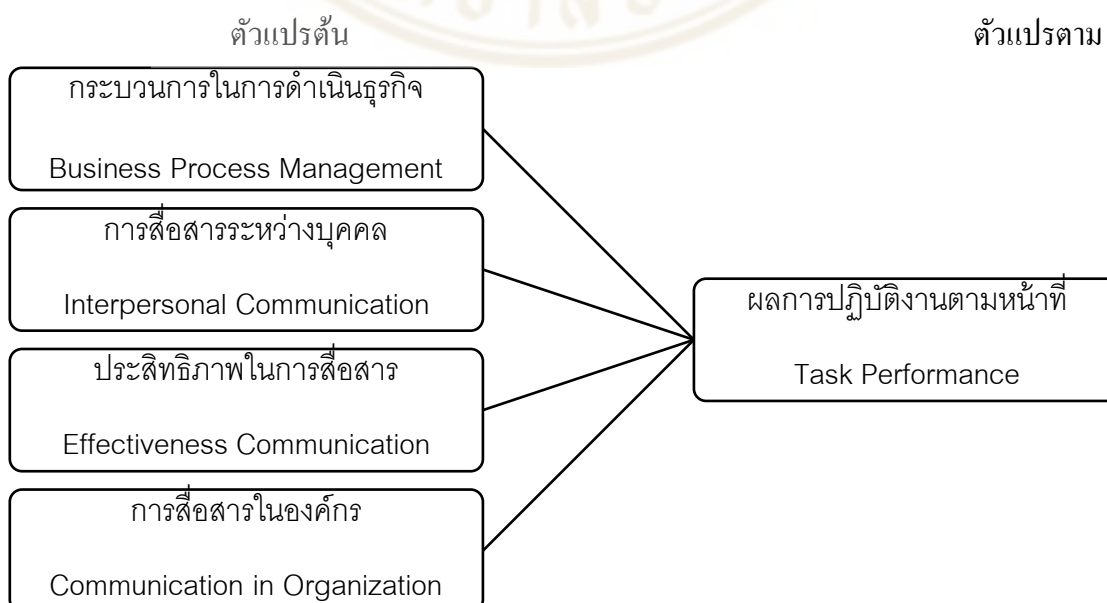 ตัวแปรต้น ตัวแปรตาม
กระบวนการในการดำเนินธุรกิจ
Business Process Management
การสื่อสารระหว่างบุคคล
Interpersonal Communication
ประสิทธิภาพในการสื่อสาร
Effectiveness Communication
การสื่อสารในองค์กร
Communication in Organization
ผลการปฏิบัติงานตามหน้าที่
Task Performance